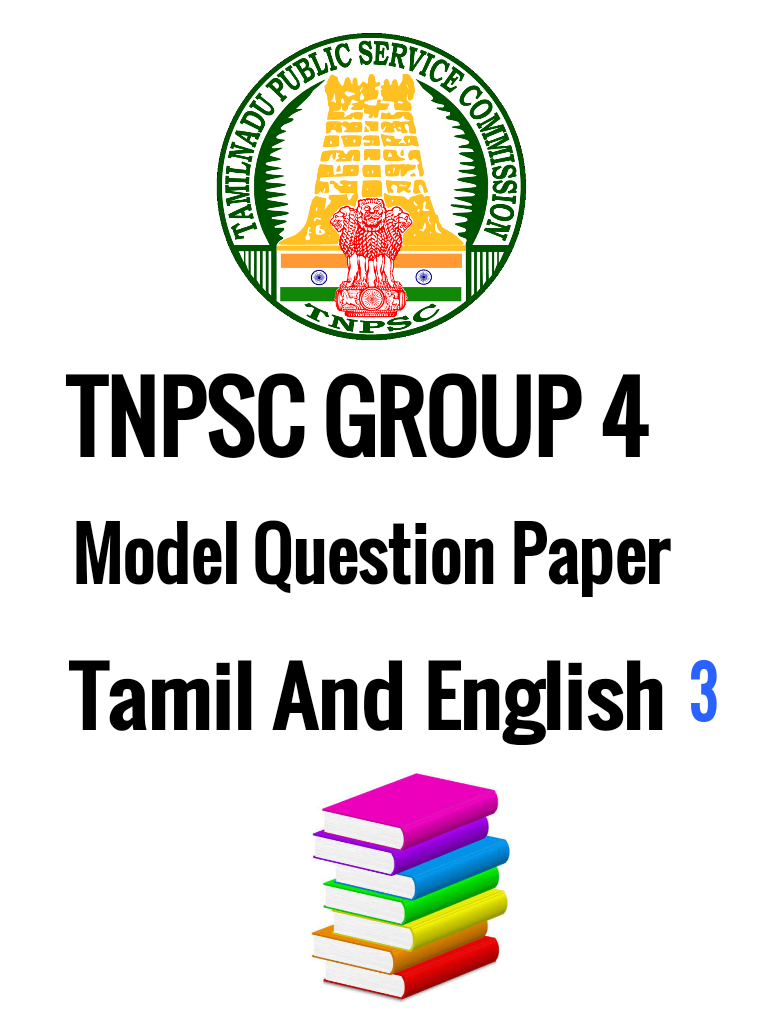 TAMILNADU PUBLIC SERVICE COMMISSION
TNPSC
TNPSC GROUP 4
Model Question Paper
Tamil And English 3